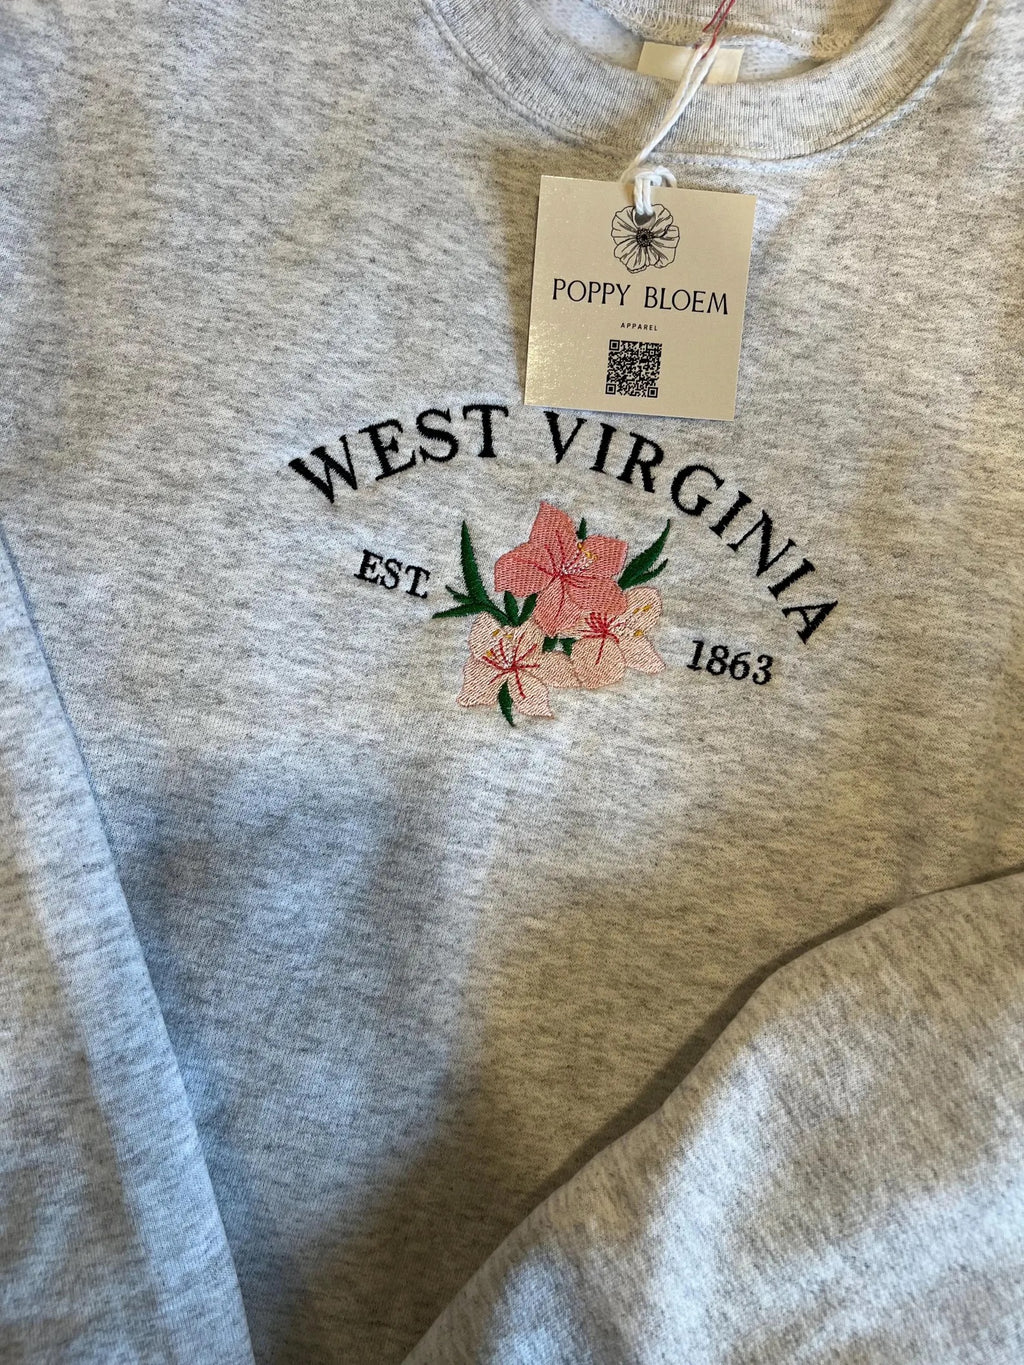 POPPY BLOEM
APPAREL
WEST VIRGINIA
EST.
1863